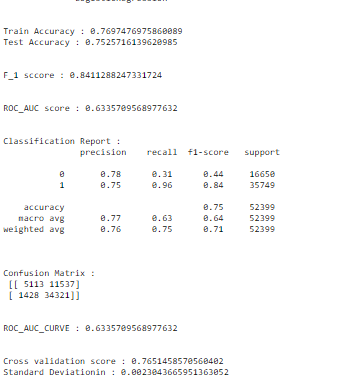 Train Accuracy : 0.7697476975860089
Test Accuracy : 0.7525716139620985
F_1 sccore : 0.8411288247331724
ROC_AUC score : 0.6335709568977632
Classification Report :
precision recall f1-score support
0 0.78 0.31 0.44 16650
1 0.75 0.96 0.84 35749
accuracy 0.75 52399
macro avg 0.77 0.63 0.64 52399
weighted avg 0.76 0.75 0.71 52399
Confusion Matrix :
[[ 5113 11537]
[ 1428 34321]]
ROC_AUC_CURVE : 0.6335709568977632
Cross validation score : 0.7651458570560402
Standard Deviationin : 0.0023043665951363052